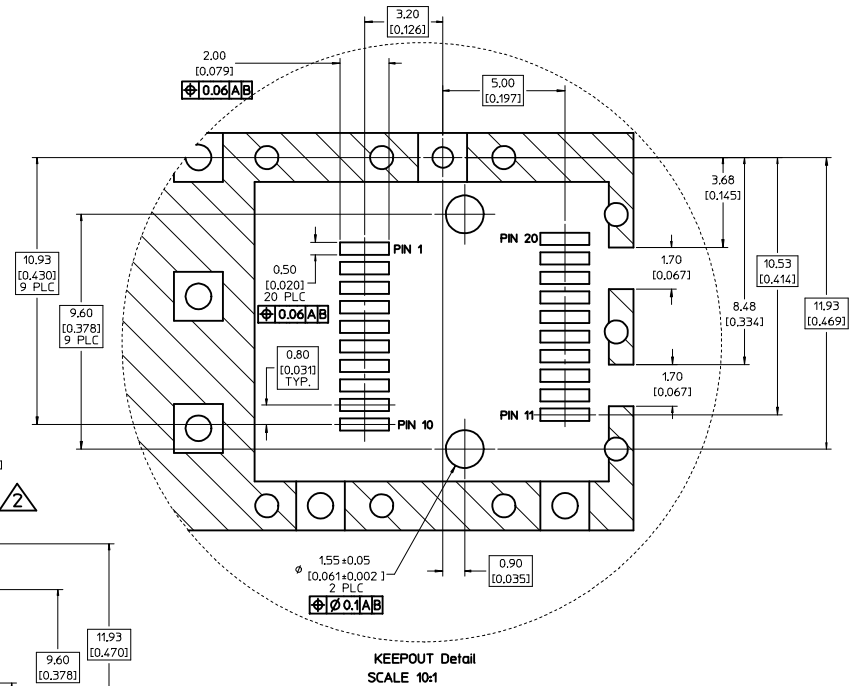 3.20
[0.126]
2.00
[0.079]
⌖ 0.06 A B
5.00
[0.197]
3.68
[0.145]
PIN 1
PIN 20
10.93
[0.430]
9 PLC
0.50
[0.020]
20 PLC
⌖ 0.06 A B
1.70
[0.067]
10.53
[0.414]
9.60
[0.378]
9 PLC
8.48
[0.334]
11.93
[0.469]
0.80
[0.031]
TYP.
1.70
[0.067]
PIN 11
PIN 10
]
2
1.55±0.05
⌀ [0.061±0.002]
2 PLC
⌖ ⌀ 0.1 A B
0.90
[0.035]
11.93
[0.470]
9.60
[0.378]
KEEPOUT Detail
SCALE 10:1